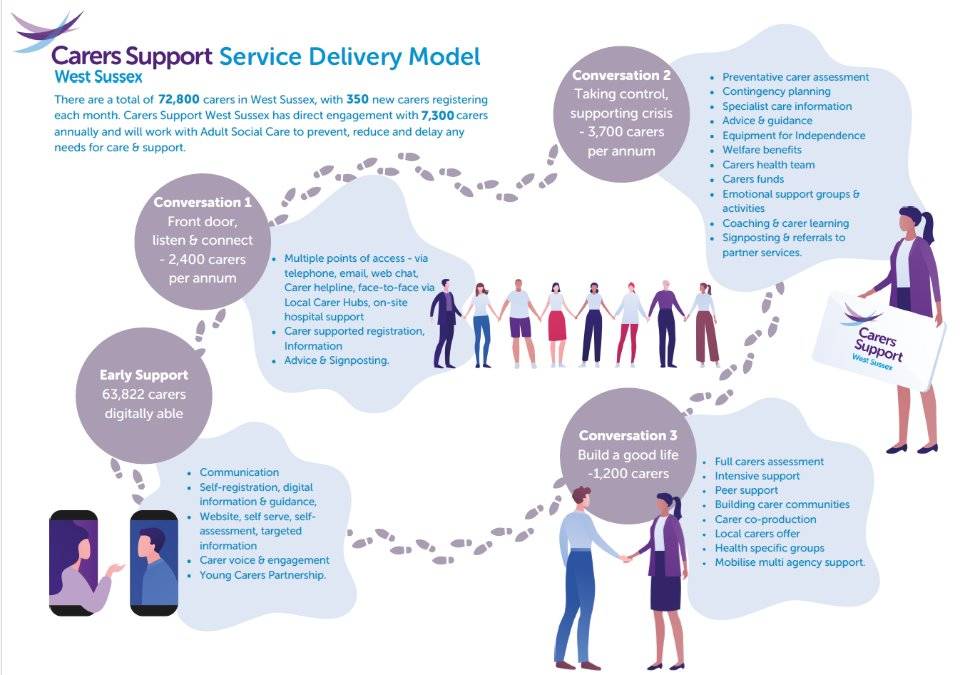 Carers Support Service Delivery Model
West Sussex
There are a total of 72,800 carers in West Sussex, with 350 new carers registering
each month. Carers Support West Sussex has direct engagement with 7,300 carers
annually and will work with Adult Social Care to prevent, reduce and delay any
needs for care & support.
Early Support
63,822 carers
digitally able
• Communication
• Self-registration, digital
information & guidance,
• Website, self serve, self-
assessment, targeted
information
• Carer voice & engagement
• Young Carers Partnership.
Conversation 1
Front door,
listen & connect
- 2,400 carers
per annum
• Multiple points of access - via
telephone, email, web chat,
Carer helpline, face-to-face via
Local Carer Hubs, on-site
hospital support
• Carer supported registration,
Information
• Advice & Signposting.
Conversation 2
Taking control,
supporting crisis
- 3,700 carers
per annum
• Preventative carer assessment
• Contingency planning
• Specialist care information
• Advice & guidance
• Equipment for Independence
• Welfare benefits
• Carers health team
• Carers funds
• Emotional support groups &
activities
• Coaching & carer learning
• Signposting & referrals to
partner services.
Carers
Support
West Sussex
Conversation 3
Build a good life
-1,200 carers
• Full carers assessment
• Intensive support
• Peer support
• Building carer communities
• Carer co-production
• Local carers offer
• Health specific groups
• Mobilise multi agency support.